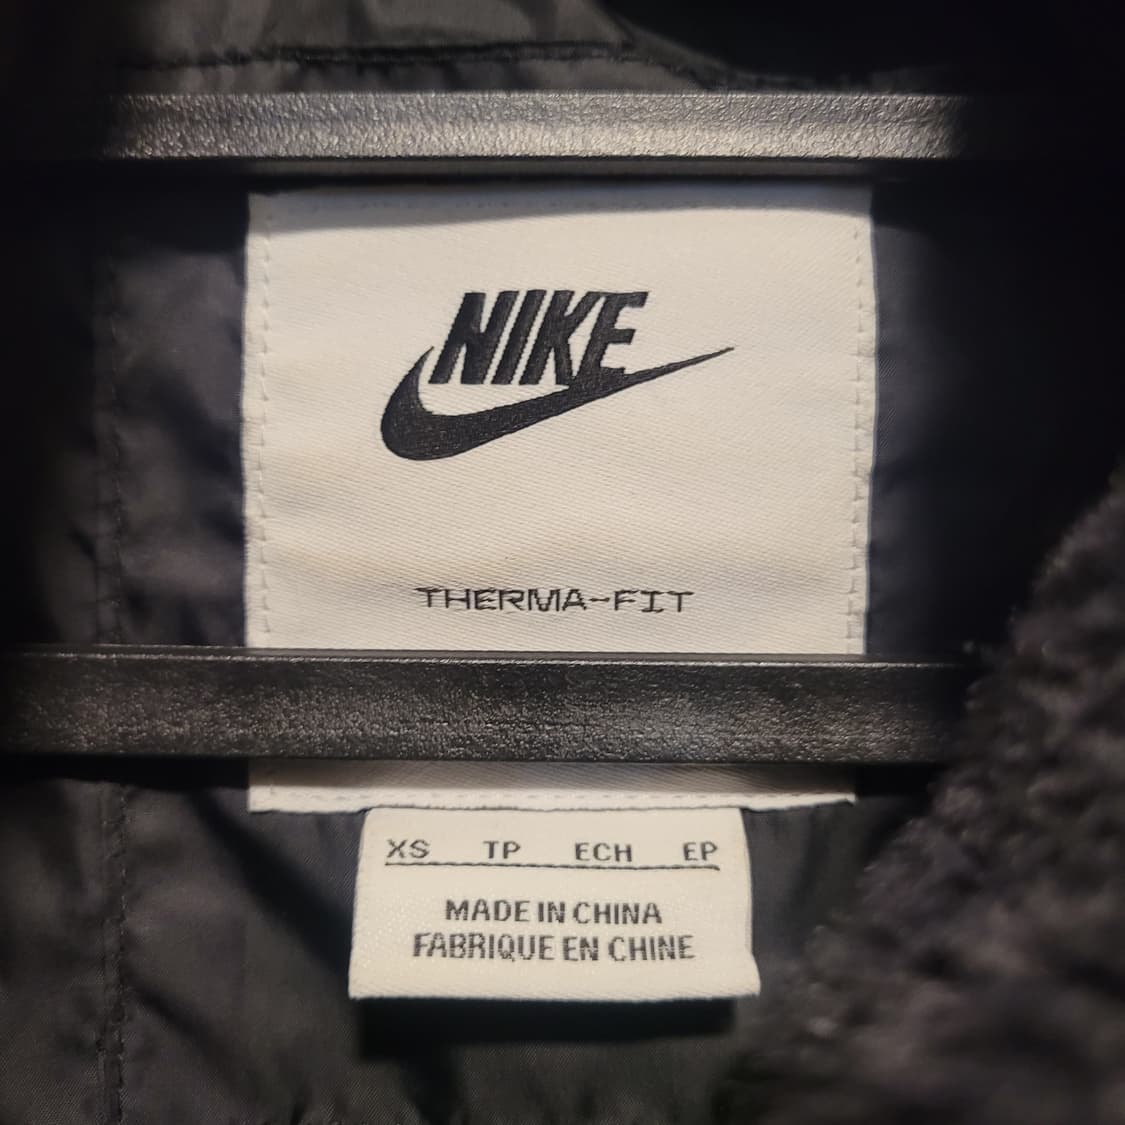 NIKE
THERMA-FIT
XS TP ECH EP
MADE IN CHINA
FABRIQUE EN CHINE